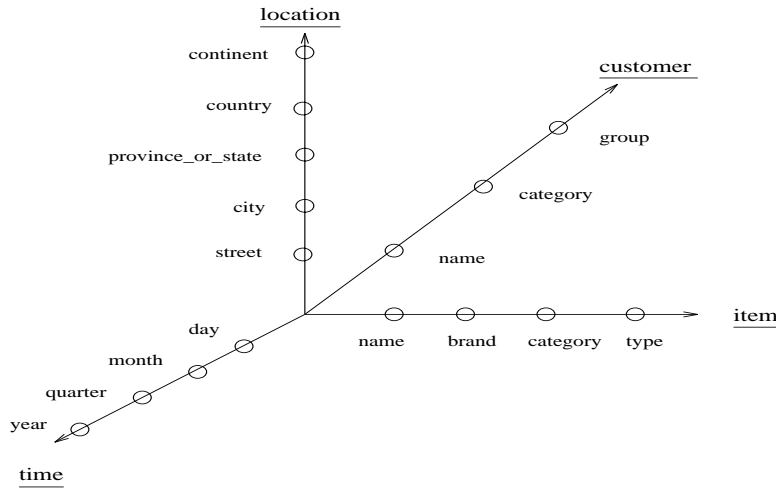 location
continent
customer
country
group
province_or_state
category
city
street
name
item
day
name brand category type
month
quarter
year
time